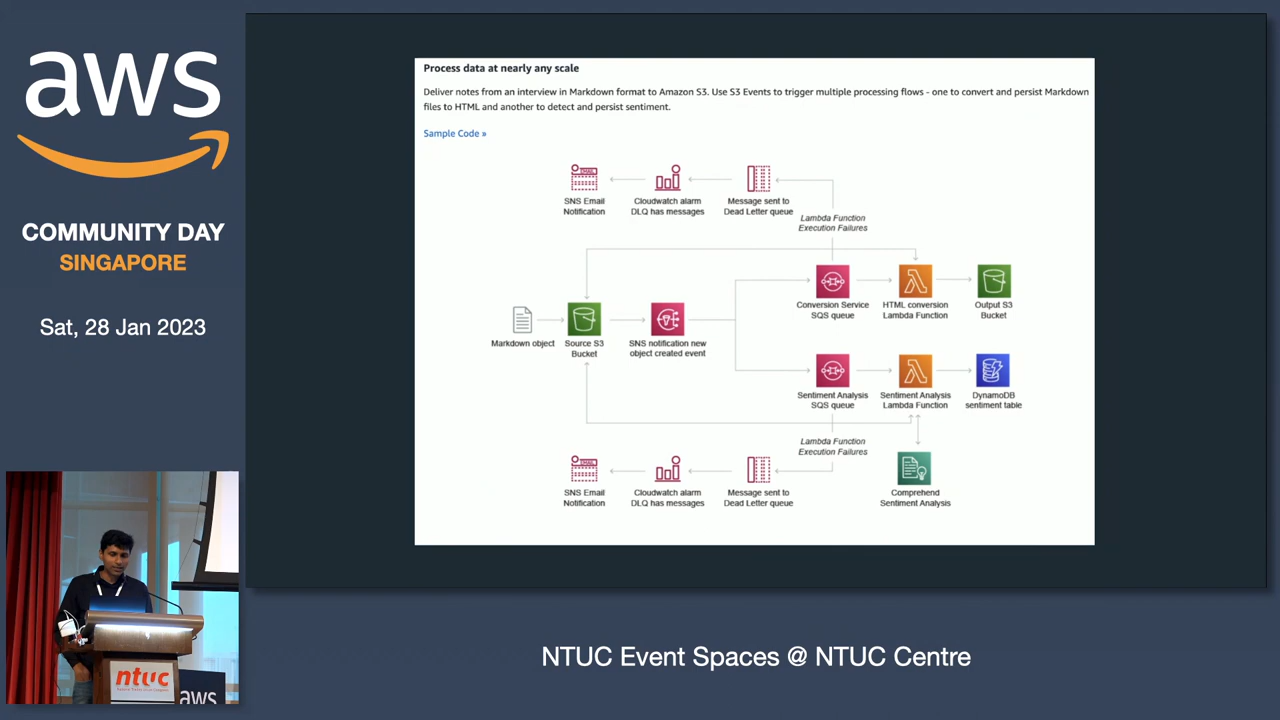 aws
COMMUNITY DAY
SINGAPORE
Sat, 28 Jan 2023
Process data at nearly any scale
Deliver notes from an interview in Markdown format to Amazon S3. Use S3 Events to trigger multiple processing flows - one to convert and persist Markdown
files to HTML and another to detect and persist sentiment.
Sample Code »
EMAIL
SNS Email
Notification
Cloudwatch alarm
DLQ has messages
Message sent to
Dead Letter queue
Lambda Function
Execution Failures
Markdown object
Source S3
Bucket
SNS notification new
object created event
Conversion Service
SQS queue
HTML conversion
Lambda Function
Output S3
Bucket
Sentiment Analysis
SQS queue
Sentiment Analysis
Lambda Function
DynamoDB
sentiment table
Lambda Function
Execution Failures
EMAIL
SNS Email
Notification
Cloudwatch alarm
DLQ has messages
Message sent to
Dead Letter queue
Comprehend
Sentiment Analysis
ntuc
aws
NTUC Event Spaces @ NTUC Centre